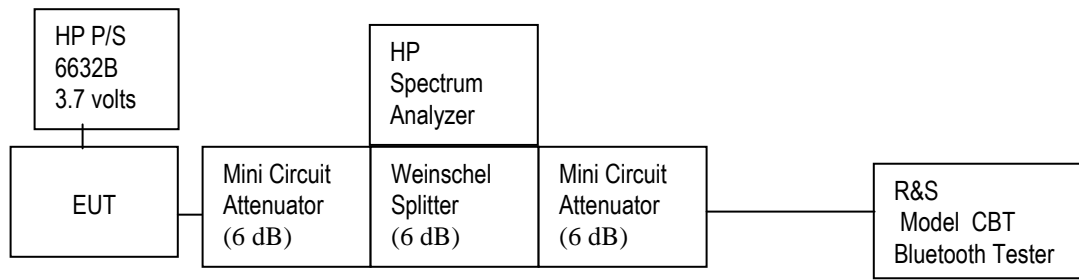 HP P/S
6632B
3.7 volts
HP
Spectrum
Analyzer
EUT
Mini Circuit
Attenuator
(6 dB)
Weinschel
Splitter
(6 dB)
Mini Circuit
Attenuator
(6 dB)
R&S
Model CBT
Bluetooth Tester